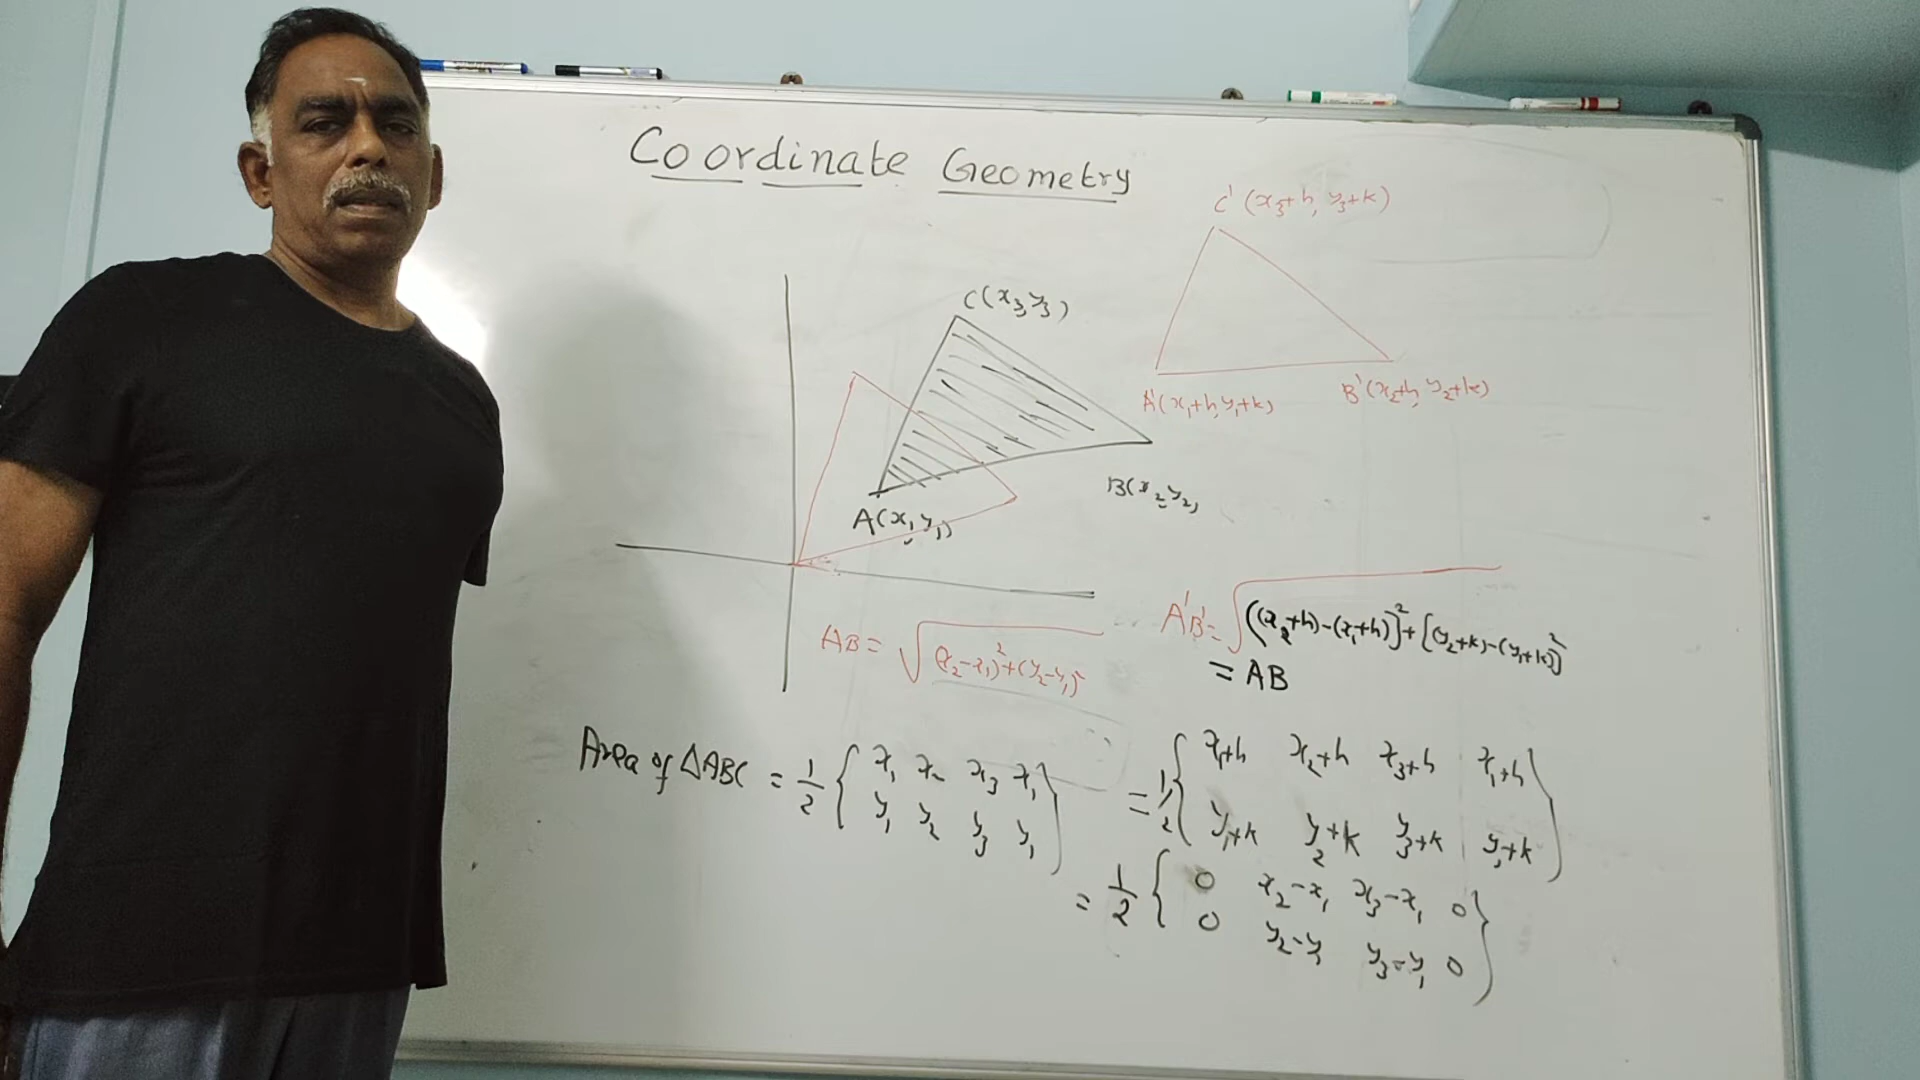 Coordinate Geometry
C'(x₃+h, y₃+k)
C(x₃, y₃)
A'(x₁+h, y₁+k)
B'(x₂+h, y₂+k)
B(x₂, y₂)
A(x₁, y₁)
AB = √(x₂-x₁)²+(y₂-y₁)²
A'B' = √((x₂+h)-(x₁+h)]²+[(y₂+k)-(y₁+k)]²
= AB
Area of ΔABC = 1/2 { x₁ x₂ x₃ x₁ }
y₁ y₂ y₃ y₁
= 1/2 { x₁+h x₂+h x₃+h x₁+h }
y₁+k y₂+k y₃+k y₁+k
= 1/2 { 0 x₂-x₁ x₃-x₁ 0 }
0 y₂-y₁ y₃-y₁ 0